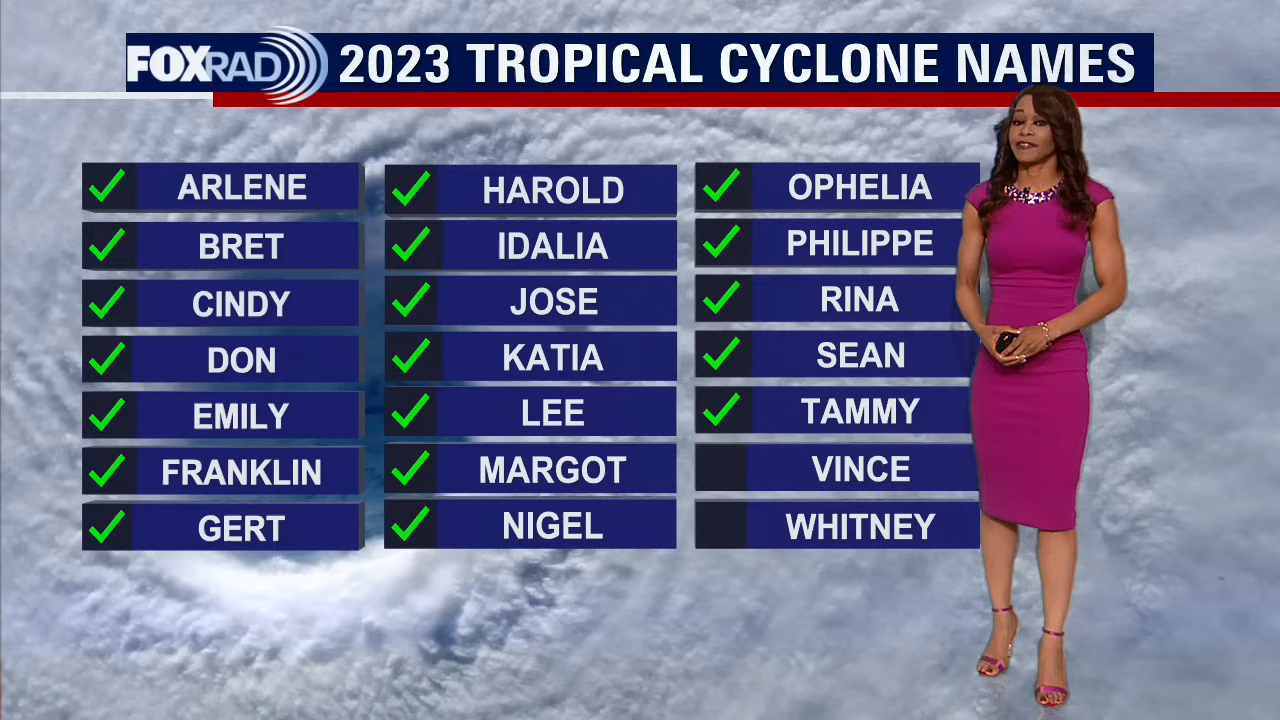 FOXRAD 2023 TROPICAL CYCLONE NAMES
ARLENE
BRET
CINDY
DON
EMILY
FRANKLIN
GERT
HAROLD
IDALIA
JOSE
KATIA
LEE
MARGOT
NIGEL
OPHELIA
PHILIPPE
RINA
SEAN
TAMMY
VINCE
WHITNEY